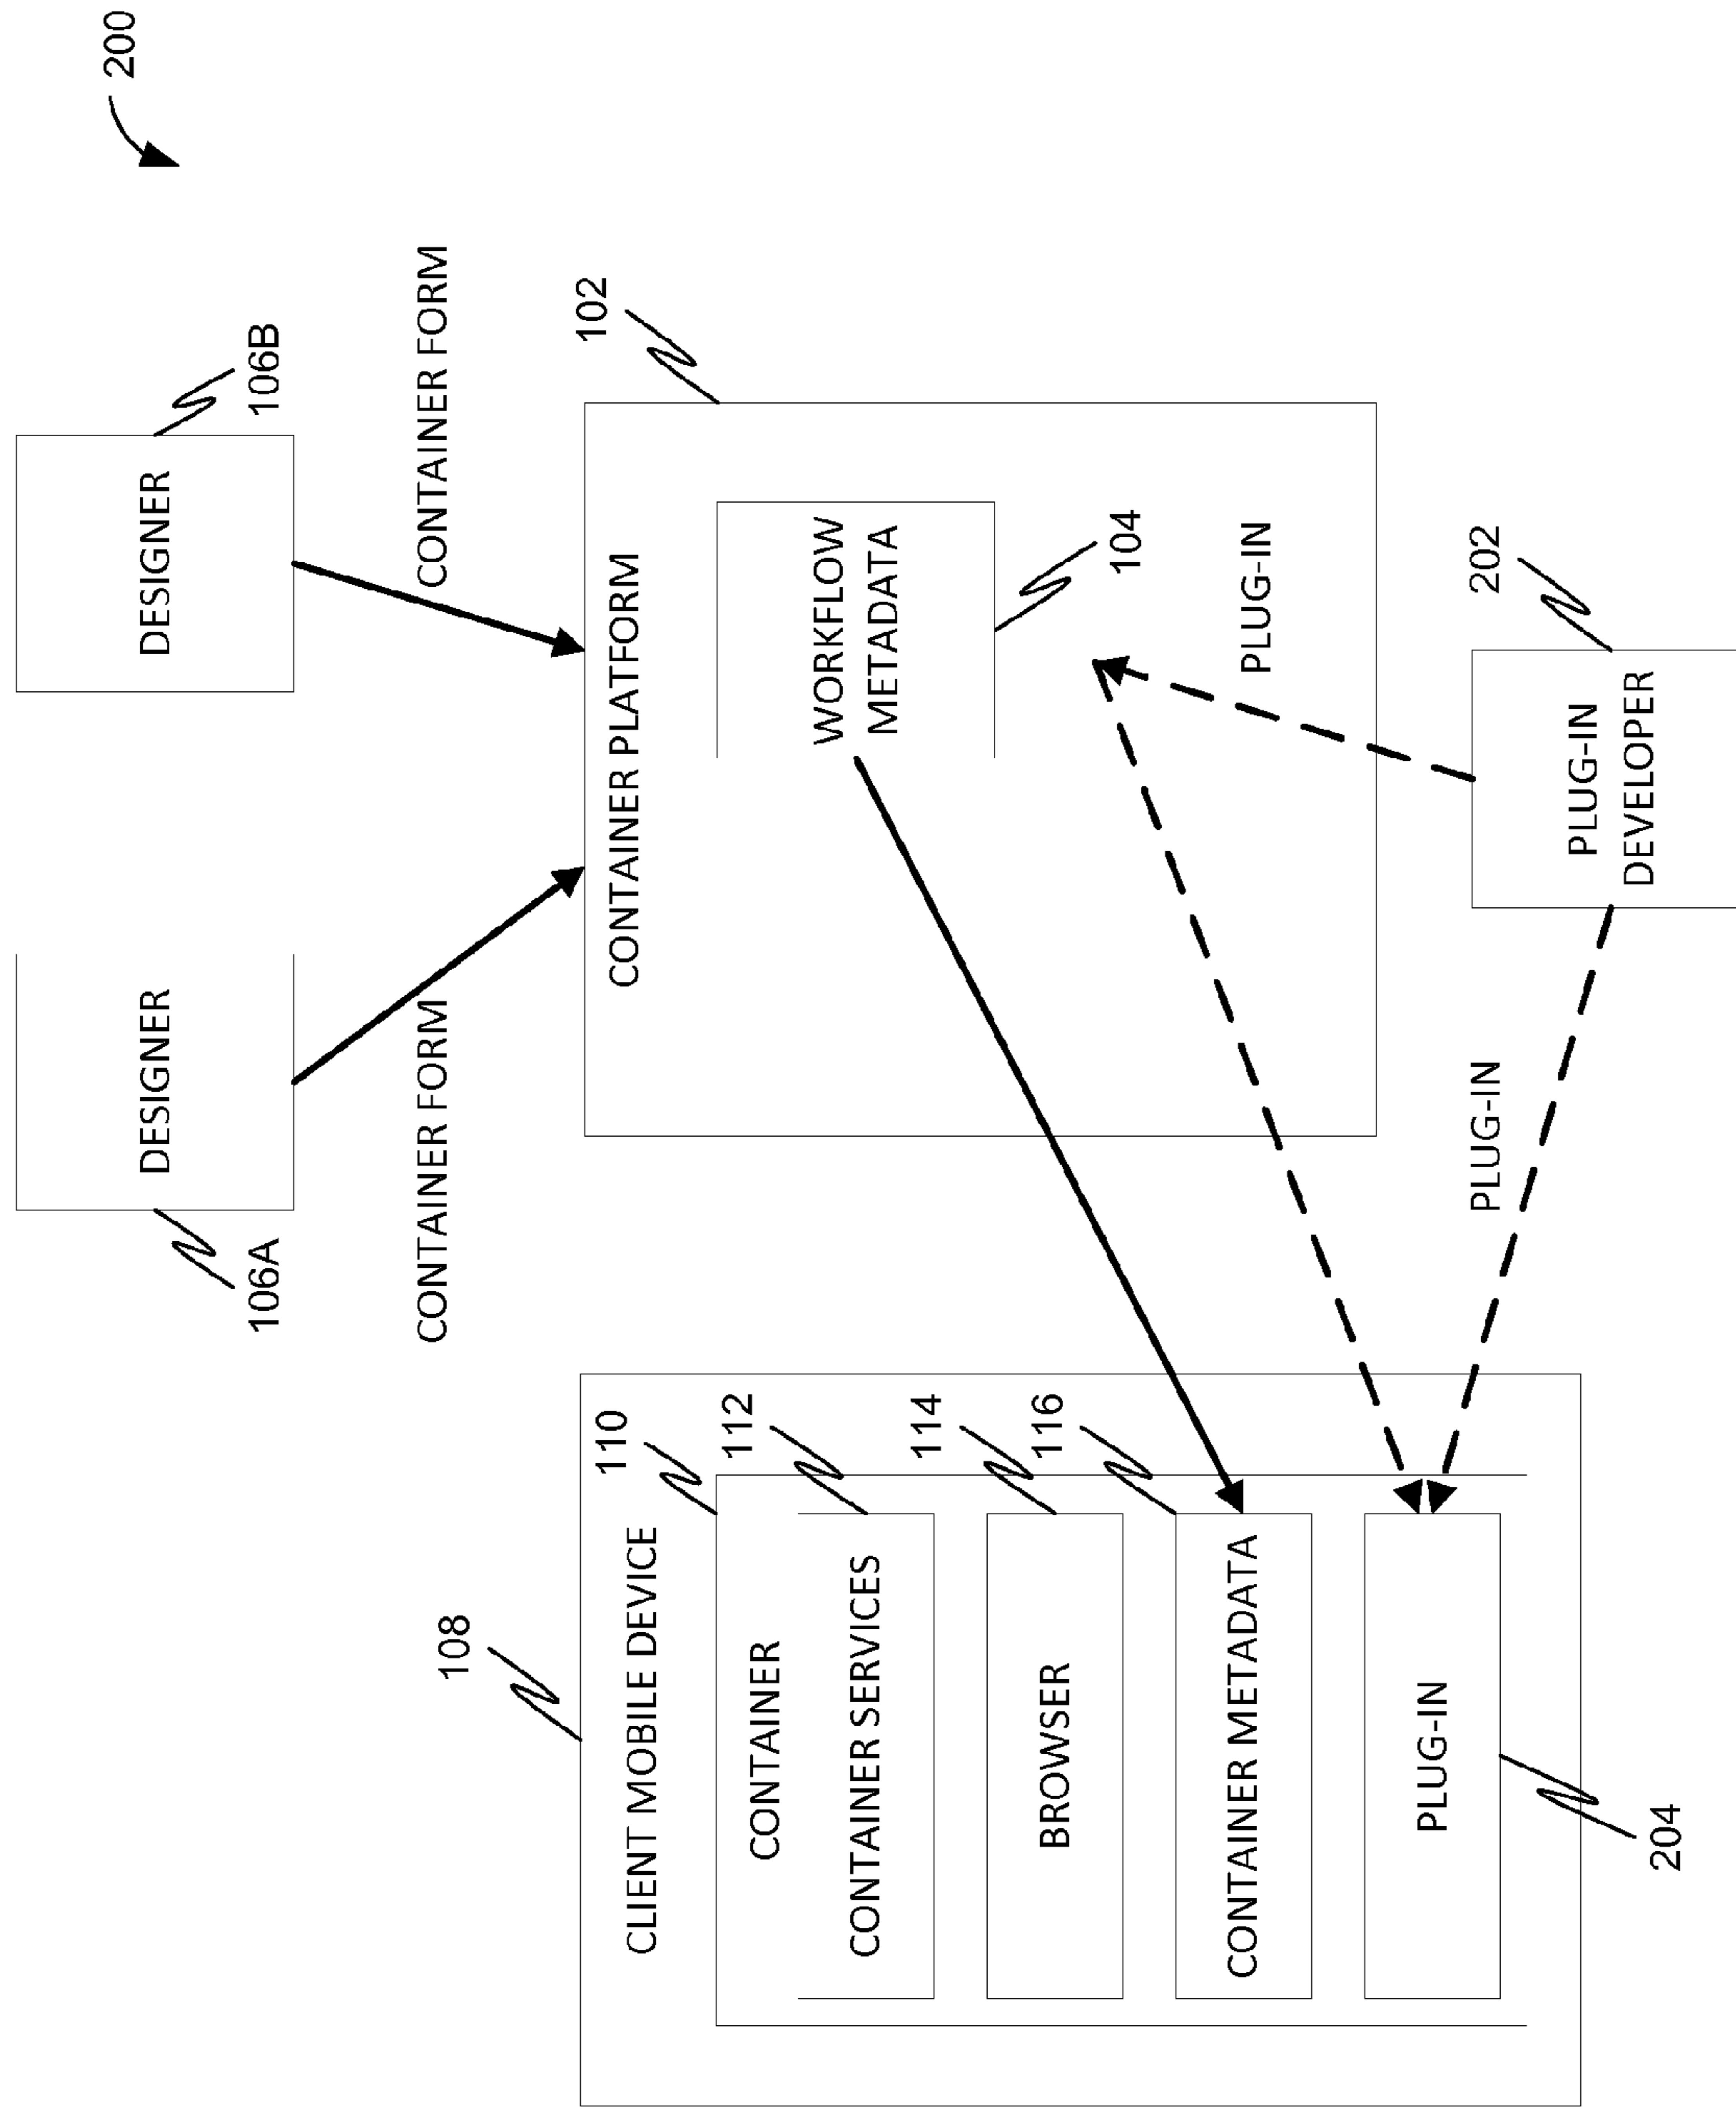 200
DESIGNER
DESIGNER
106A
106B
CONTAINER FORM
CONTAINER FORM
108
102
CLIENT MOBILE DEVICE
110
CONTAINER
112
CONTAINER SERVICES
114
BROWSER
116
CONTAINER METADATA
PLUG-IN
204
CONTAINER PLATFORM
WORKFLOW
METADATA
104
PLUG-IN
PLUG-IN
202
PLUG-IN
DEVELOPER